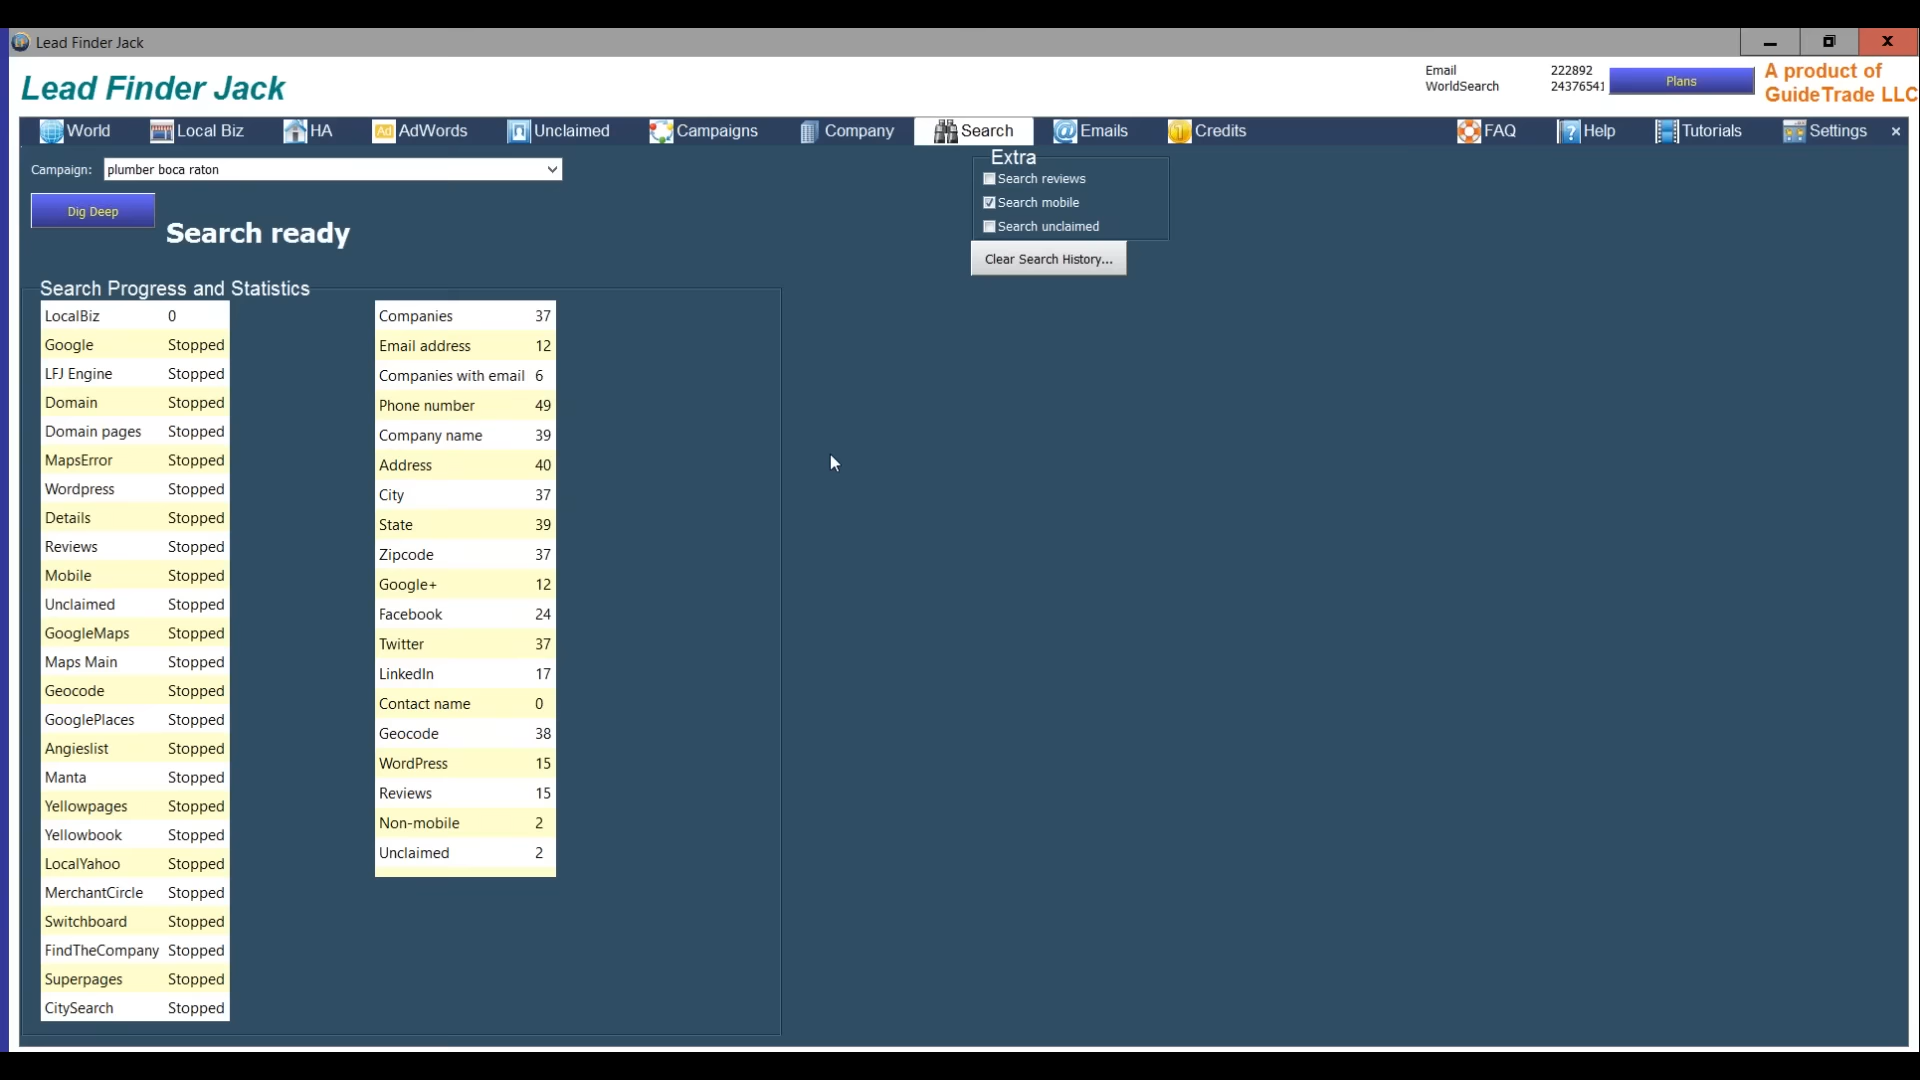 Lead Finder Jack
Lead Finder Jack
Email 222892
WorldSearch 24376541
Plans
A product of
GuideTrade LLC
World Local Biz HA AdWords Unclaimed Campaigns Company Search Emails Credits FAQ Help Tutorials Settings ×
Campaign: plumber boca raton
Dig Deep
Search ready
Extra
Search reviews
Search mobile
Search unclaimed
Clear Search History...
Search Progress and Statistics
LocalBiz 0
Google Stopped
LFJ Engine Stopped
Domain Stopped
Domain pages Stopped
MapsError Stopped
Wordpress Stopped
Details Stopped
Reviews Stopped
Mobile Stopped
Unclaimed Stopped
GoogleMaps Stopped
Maps Main Stopped
Geocode Stopped
GooglePlaces Stopped
Angieslist Stopped
Manta Stopped
Yellowpages Stopped
Yellowbook Stopped
LocalYahoo Stopped
MerchantCircle Stopped
Switchboard Stopped
FindTheCompany Stopped
Superpages Stopped
CitySearch Stopped
Companies 37
Email address 12
Companies with email 6
Phone number 49
Company name 39
Address 40
City 37
State 39
Zipcode 37
Google+ 12
Facebook 24
Twitter 37
LinkedIn 17
Contact name 0
Geocode 38
WordPress 15
Reviews 15
Non-mobile 2
Unclaimed 2